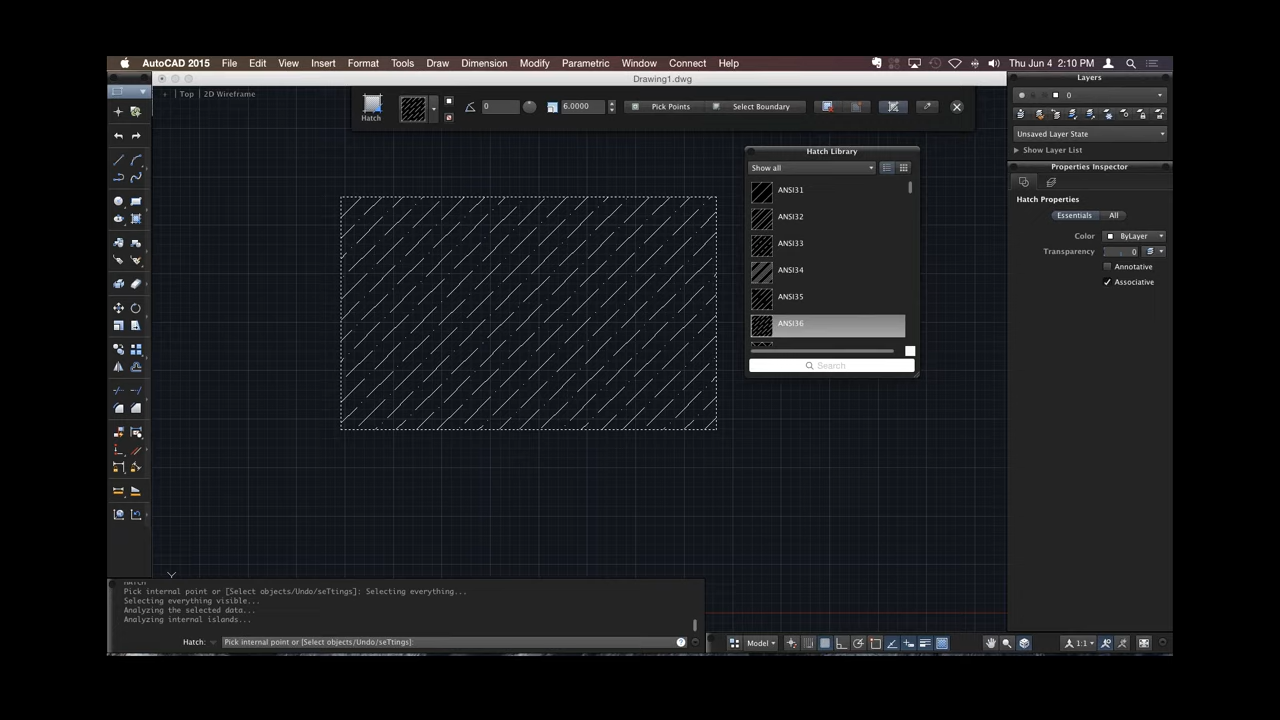 AutoCAD 2015 File Edit View Insert Format Tools Draw Dimension Modify Parametric Window Connect Help Thu Jun 4 2:10 PM
Drawing1.dwg
Layers
Top 2D Wireframe
0
Hatch
0
6.0000
Pick Points
Select Boundary
Unsaved Layer State
Show Layer List
Hatch Library
Show all
ANSI31
ANSI32
ANSI33
ANSI34
ANSI35
ANSI36
Search
Properties Inspector
Hatch Properties
Essentials All
Color ByLayer
Transparency 0
Annotative
Associative
Y
HATCH
Pick internal point or [Select objects/Undo/seTtings]: Selecting everything...
Selecting everything visible...
Analyzing the selected data...
Analyzing internal islands...
Hatch: Pick internal point or [Select objects/Undo/seTtings]:
?
Model
1:1